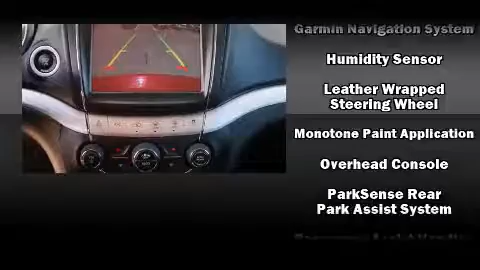 Garmin Navigation System
Humidity Sensor
Leather Wrapped
Steering Wheel
Monotone Paint Application
Overhead Console
ParkSense Rear
Park Assist System